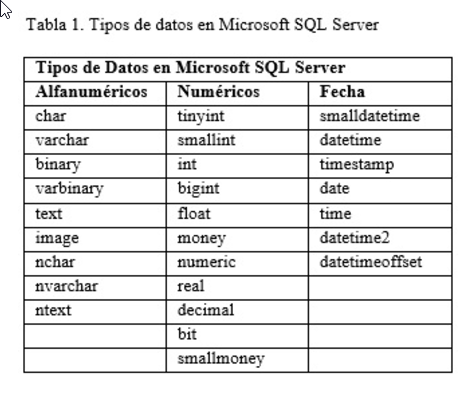 Tabla 1. Tipos de datos en Microsoft SQL Server
Tipos de Datos en Microsoft SQL Server
Alfanuméricos Numéricos Fecha
char tinyint smalldatetime
varchar smallint datetime
binary int timestamp
varbinary bigint date
text float time
image money datetime2
nchar numeric datetimeoffset
nvarchar real
ntext decimal
bit
smallmoney